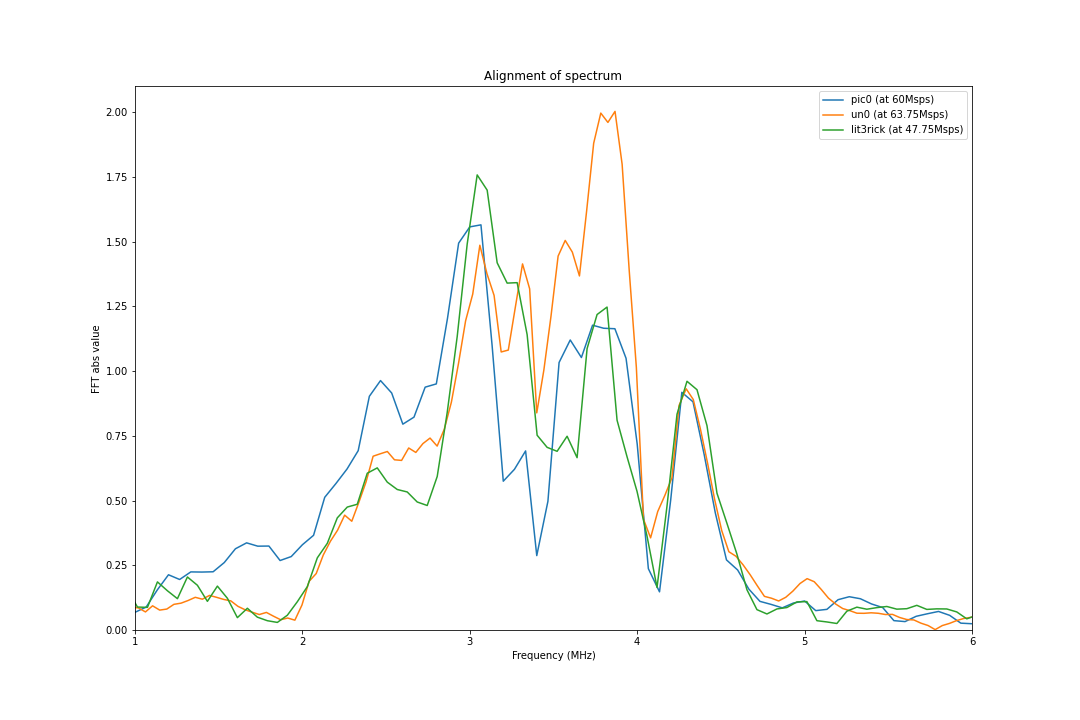 Alignment of spectrum
pic0 (at 60Msps)
un0 (at 63.75Msps)
lit3rick (at 47.75Msps)
FFT abs value
2.00
1.75
1.50
1.25
1.00
0.75
0.50
0.25
0.00
1 2 3 4 5 6
Frequency (MHz)